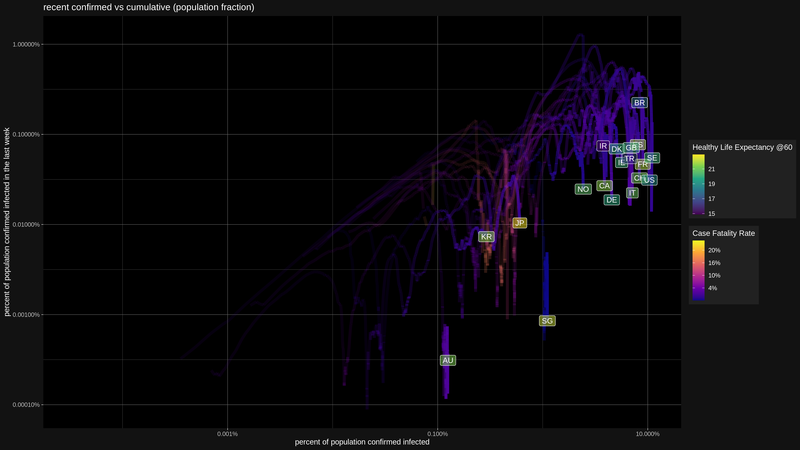 recent confirmed vs cumulative (population fraction)
percent of population confirmed infected in the last week
1.00000%
0.10000%
0.01000%
0.00100%
0.00010%
BR
IR
DK
GB
TR
SE
IE
FR
CH
US
NO
CA
IT
DE
JP
KR
SG
AU
0.001%
0.100%
10.000%
percent of population confirmed infected
Healthy Life Expectancy @60
21
19
17
15
Case Fatality Rate
20%
16%
10%
4%